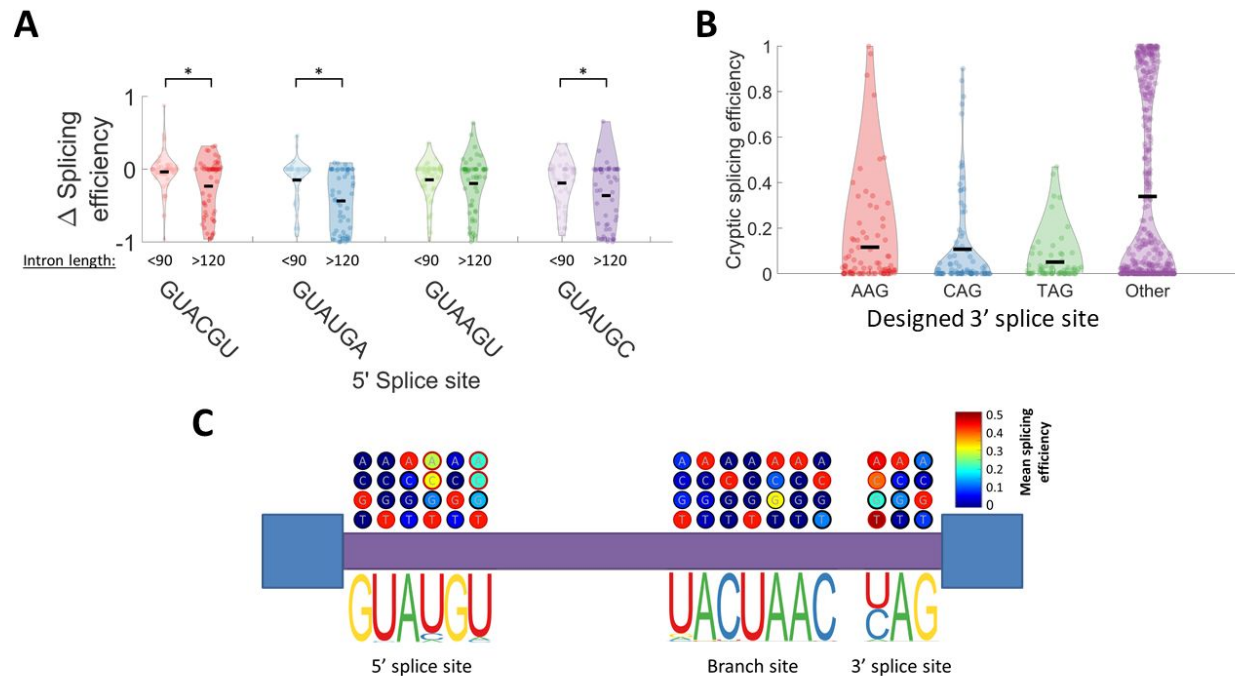 A
1
0
-1
Δ Splicing
efficiency
*
*
*
Intron length:
<90 >120 <90 >120 <90 >120 <90 >120
GUACGU
GUAUGA
GUAAGU
GUAUGC
5' Splice site
B
1
0.8
0.6
0.4
0.2
0
Cryptic splicing efficiency
AAG CAG TAG Other
Designed 3' splice site
C
A A A A A A
C C C C C C
G G G G G G
T T T T T T
A A A A A A A
C C C C C C C
G G G G G G G
T T T T T T T
A A A
C C C
G G G
T T T
0.5
0.4
0.3
0.2
0.1
0
Mean splicing
efficiency
GUAUGU
UACUAAC
U
CAG
5' splice site
Branch site
3' splice site